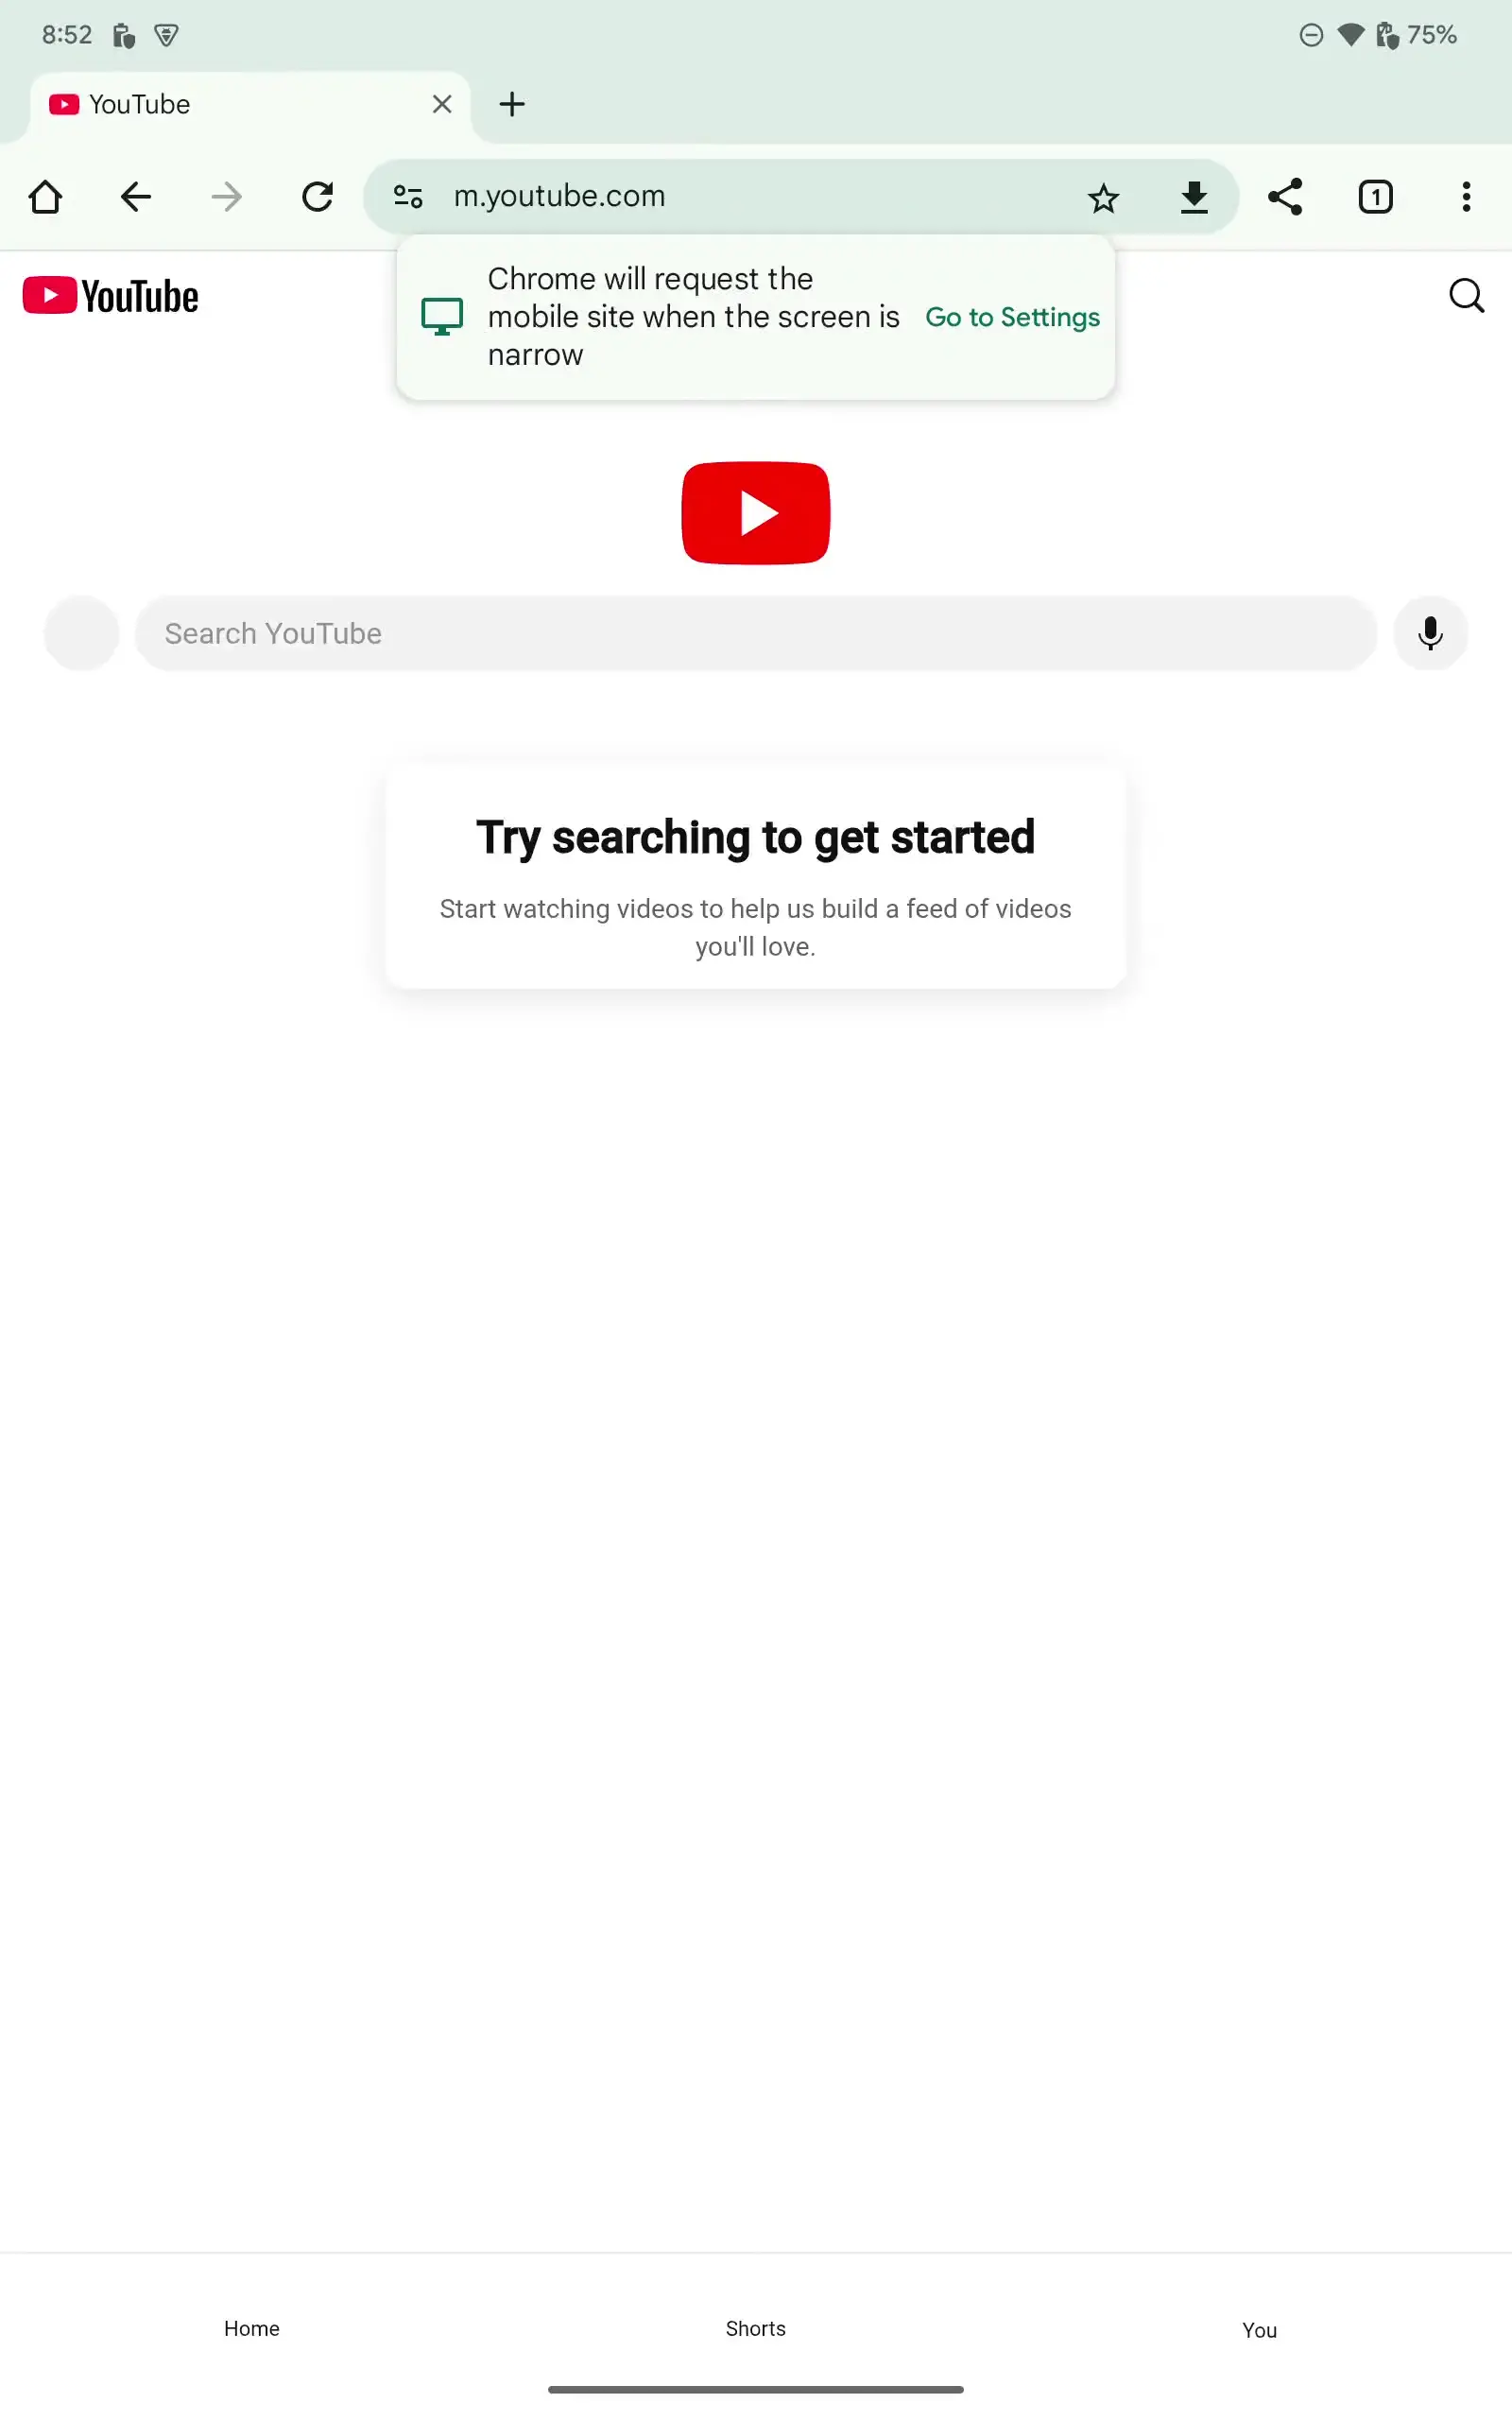 8:52
75%
YouTube
m.youtube.com
1
YouTube
Chrome will request the
mobile site when the screen is
narrow
Go to Settings
Search YouTube
Try searching to get started
Start watching videos to help us build a feed of videos
you'll love.
Home
Shorts
You